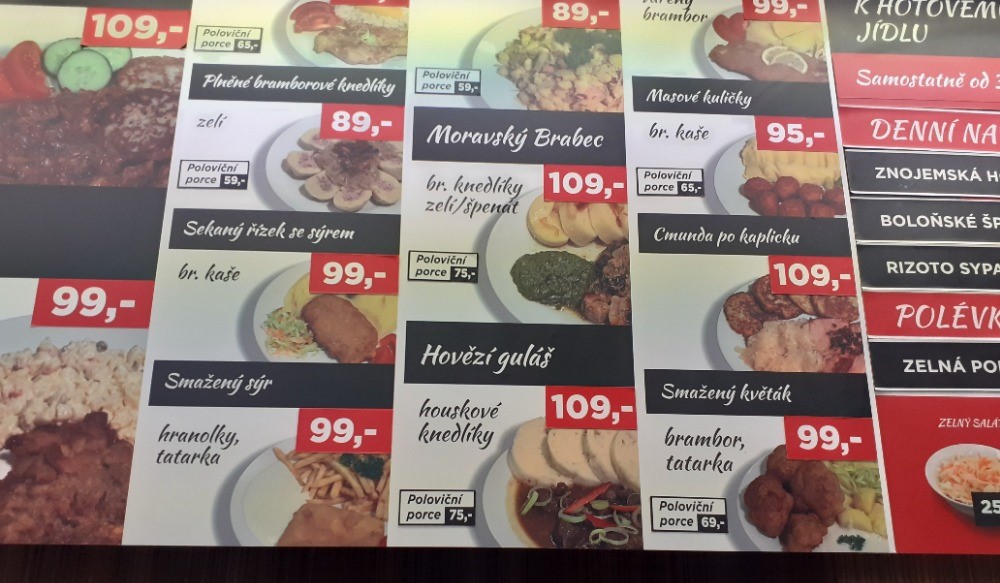 109,-
99,-
Poloviční
porce 65,-
Plněné bramborové knedlíky
zelí
89,-
Poloviční
porce 59,-
Sekaný řízek se sýrem
br. kaše
99,-
Smažený sýr
hranolky,
tatarka
99,-
89,-
Poloviční
porce 59,-
Moravský Brabec
br. knedlíky
zelí/špenát
109,-
Poloviční
porce 75,-
Hovězí guláš
houskové
knedlíky
109,-
Poloviční
porce 75,-
brambor
99,-
Masové kuličky
br. kaše
95,-
Poloviční
porce 65,-
Cmunda po kaplicku
109,-
Smažený květák
brambor,
tatarka
99,-
Poloviční
porce 69,-
K HOTOVÉM
JÍDLU
Samostatně od
DENNÍ NA
ZNOJEMSKÁ
BOLOŇSKÉ
RIZOTO
POLÉVK
ZELNÁ
ZELNÝ
25